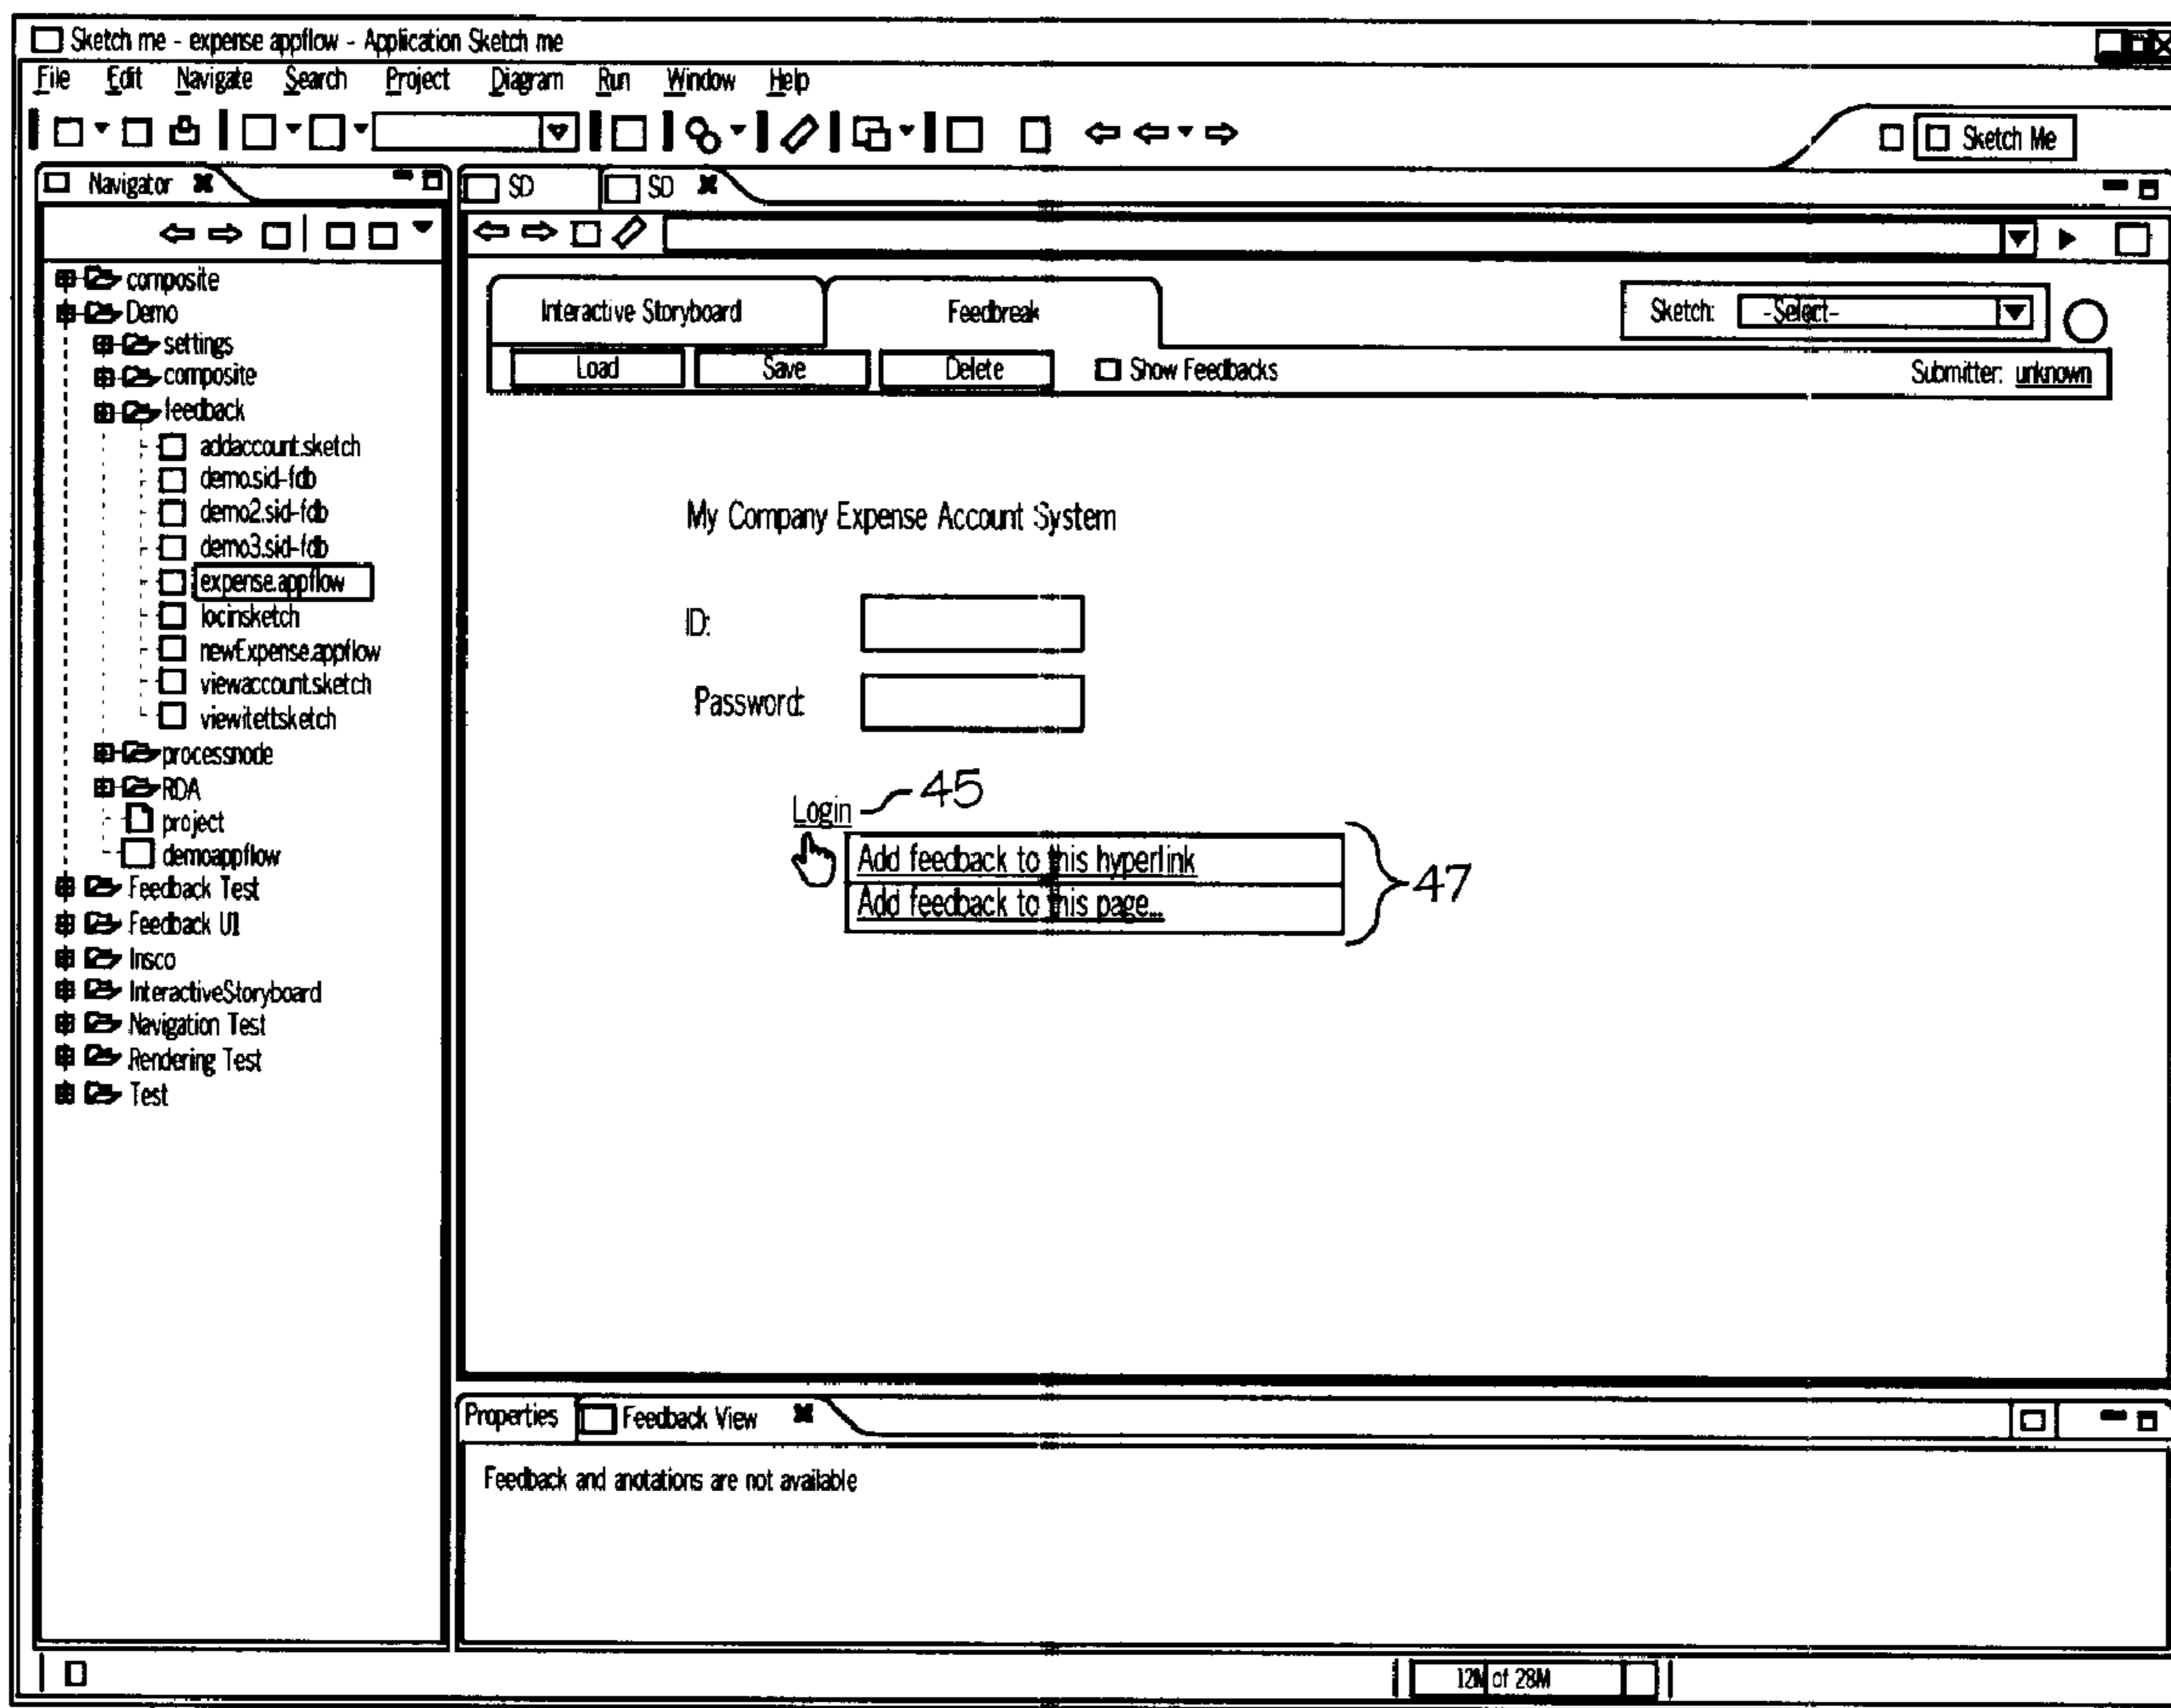 Sketch me - expense appflow - Application Sketch me
File Edit Navigate Search Project Diagram Run Window Help
Sketch Me
Navigator
SD SD
composite
Demo
settings
composite
feedback
addaccount.sketch
demo.sid-fdb
demo2.sid-fdb
demo3.sid-fdb
expense.appflow
locinsketch
newExpense.appflow
viewaccount.sketch
viewitettsketch
processnode
RDA
project
demoappflow
Feedback Test
Feedback UI
Insco
InteractiveStoryboard
Navigation Test
Rendering Test
Test
Interactive Storyboard Feedbreak
Sketch: -Select-
Load Save Delete Show Feedbacks
Submitter: unknown
My Company Expense Account System
ID:
Password:
Login 45
Add feedback to this hyperlink
Add feedback to this page...
47
Properties Feedback View
Feedback and anotations are not available
12M of 28M